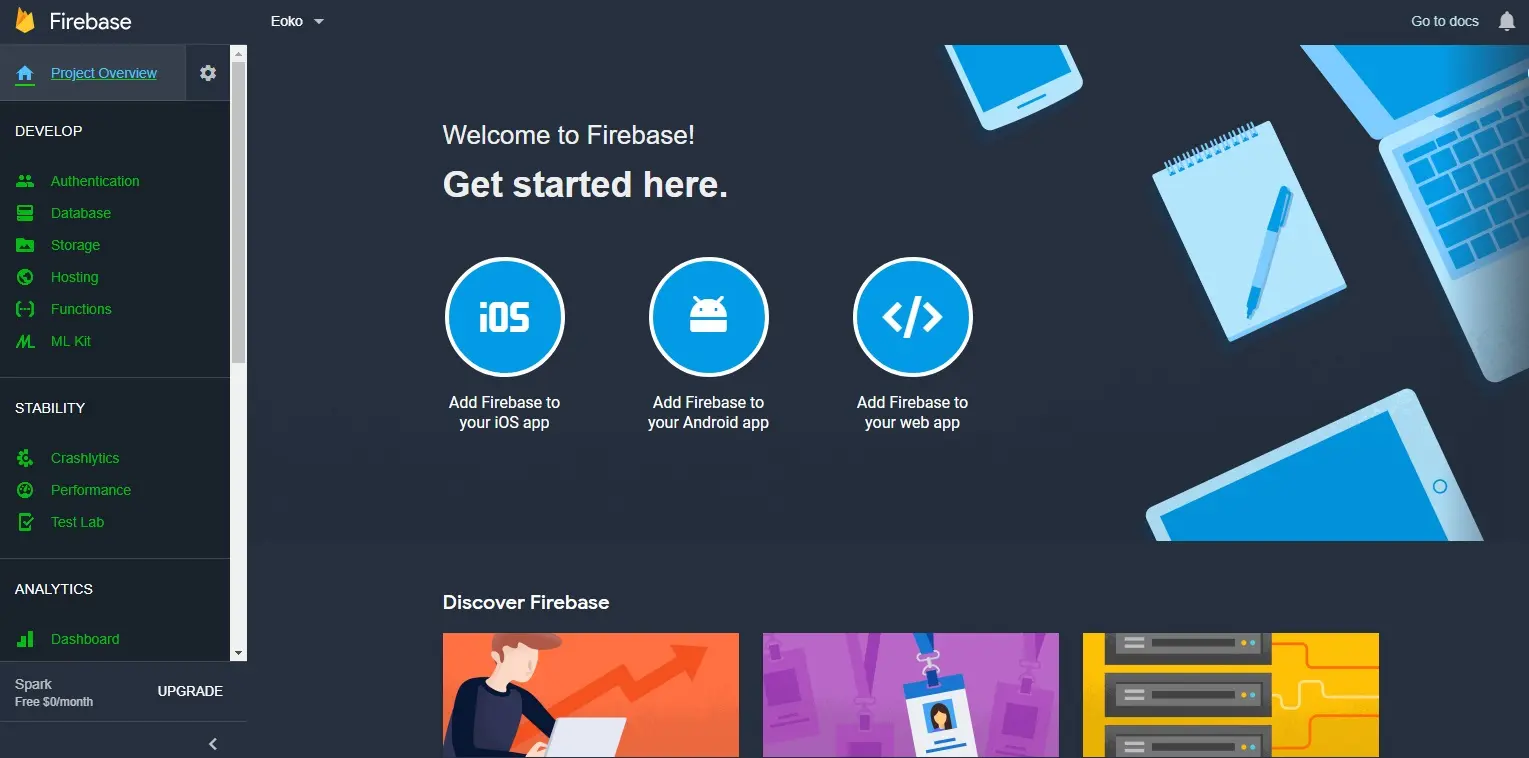 Firebase
Eoko
Go to docs
Project Overview
DEVELOP
Authentication
Database
Storage
Hosting
Functions
ML Kit
STABILITY
Crashlytics
Performance
Test Lab
ANALYTICS
Dashboard
Spark
Free $0/month
UPGRADE
Welcome to Firebase!
Get started here.
iOS
Add Firebase to
your iOS app
Add Firebase to
your Android app
</>
Add Firebase to
your web app
Discover Firebase